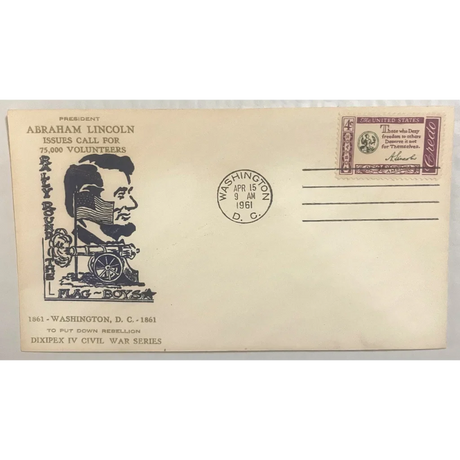 PRESIDENT
ABRAHAM LINCOLN
ISSUES CALL FOR
75,000 VOLUNTEERS
RALLY ROUND THE
FLAG-BOYS
1861 - WASHINGTON, D. C. - 1861
TO PUT DOWN REBELLION
DIXIPEX IV CIVIL WAR SERIES
WASHINGTON
APR 15
9 AM
1961
D. C.
The UNITED STATES
Those who Deny
freedom to others
Deserve it not
for Themselves.
A. Lincoln
Credo